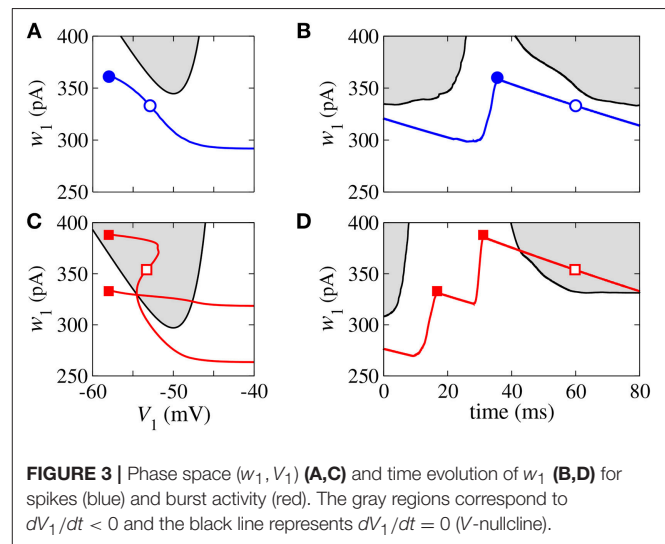 A
B
400
350
300
250
w₁ (pA)
400
350
300
250
w₁ (pA)
C
D
400
350
300
250
w₁ (pA)
-60
-50
-40
V₁ (mV)
400
350
300
250
w₁ (pA)
0
20
40
60
80
time (ms)
FIGURE 3 | Phase space (w₁, V₁) (A,C) and time evolution of w₁ (B,D) for
spikes (blue) and burst activity (red). The gray regions correspond to
dV₁/dt < 0 and the black line represents dV₁/dt = 0 (V-nullcline).